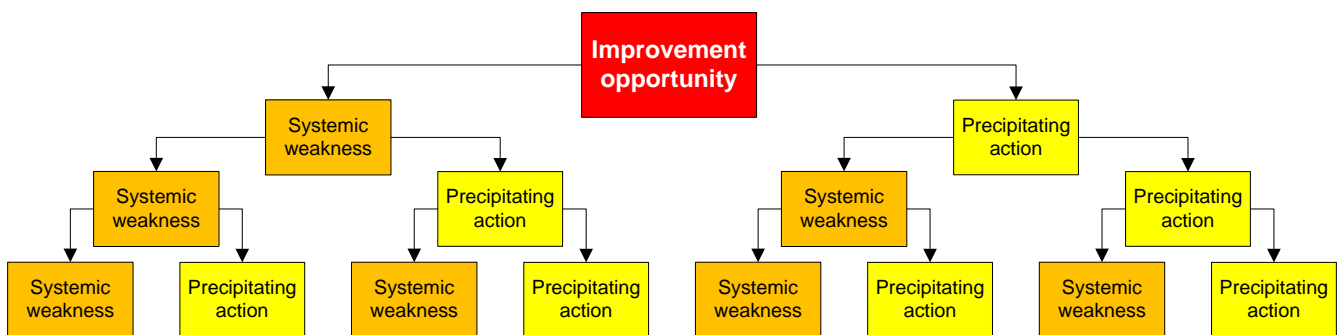 Improvement
opportunity
Systemic
weakness
Precipitating
action
Systemic
weakness
Precipitating
action
Systemic
weakness
Precipitating
action
Systemic
weakness
Precipitating
action
Systemic
weakness
Precipitating
action
Systemic
weakness
Precipitating
action
Systemic
weakness
Precipitating
action